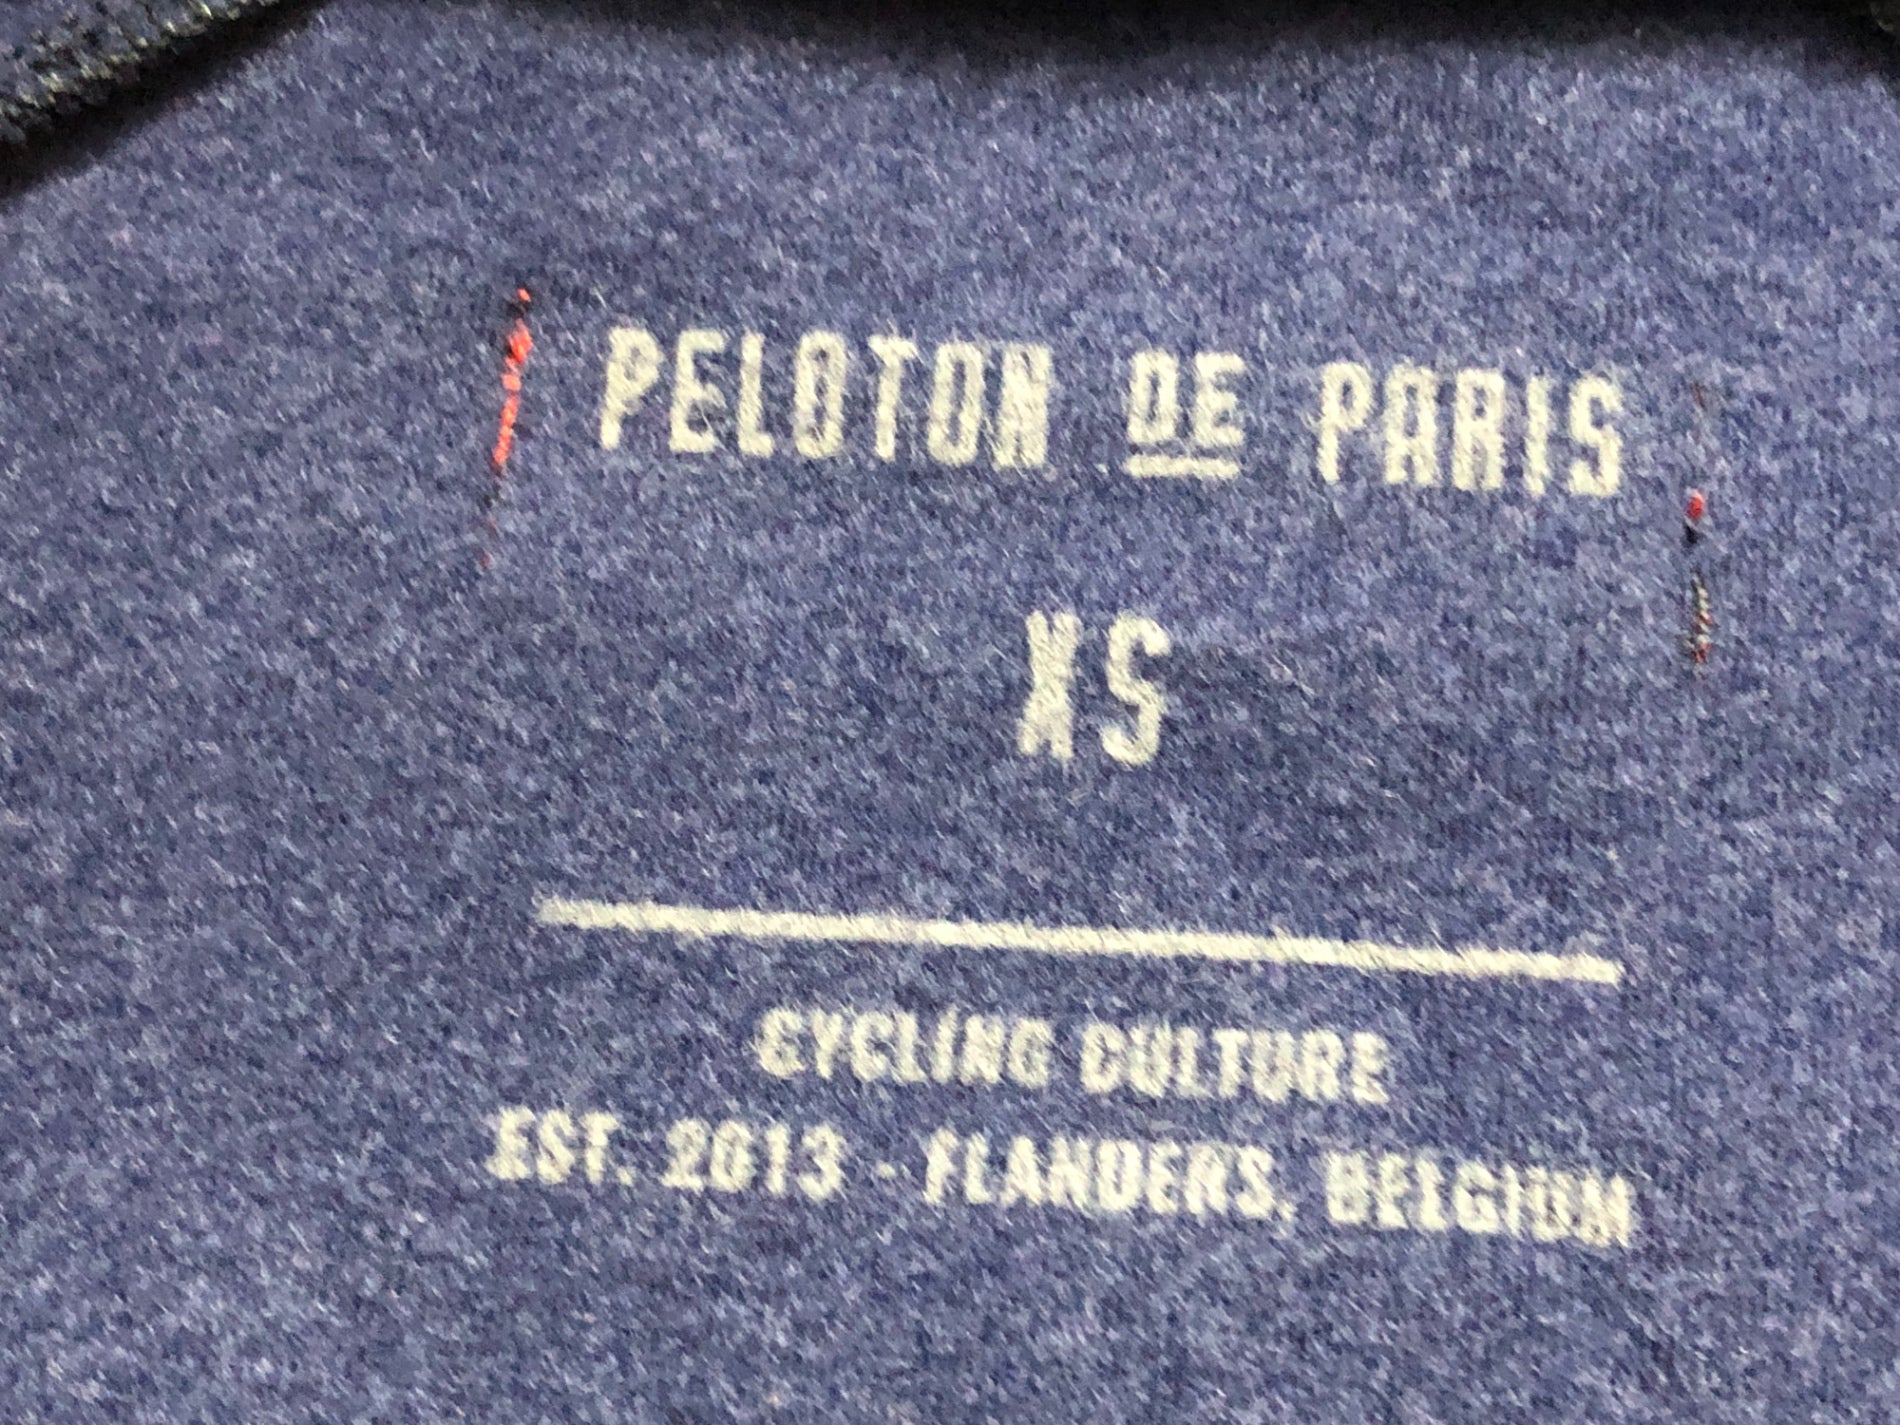 PELOTON DE PARIS
XS
CYCLING CULTURE
EST. 2013 - FLANDERS, BELGIUM